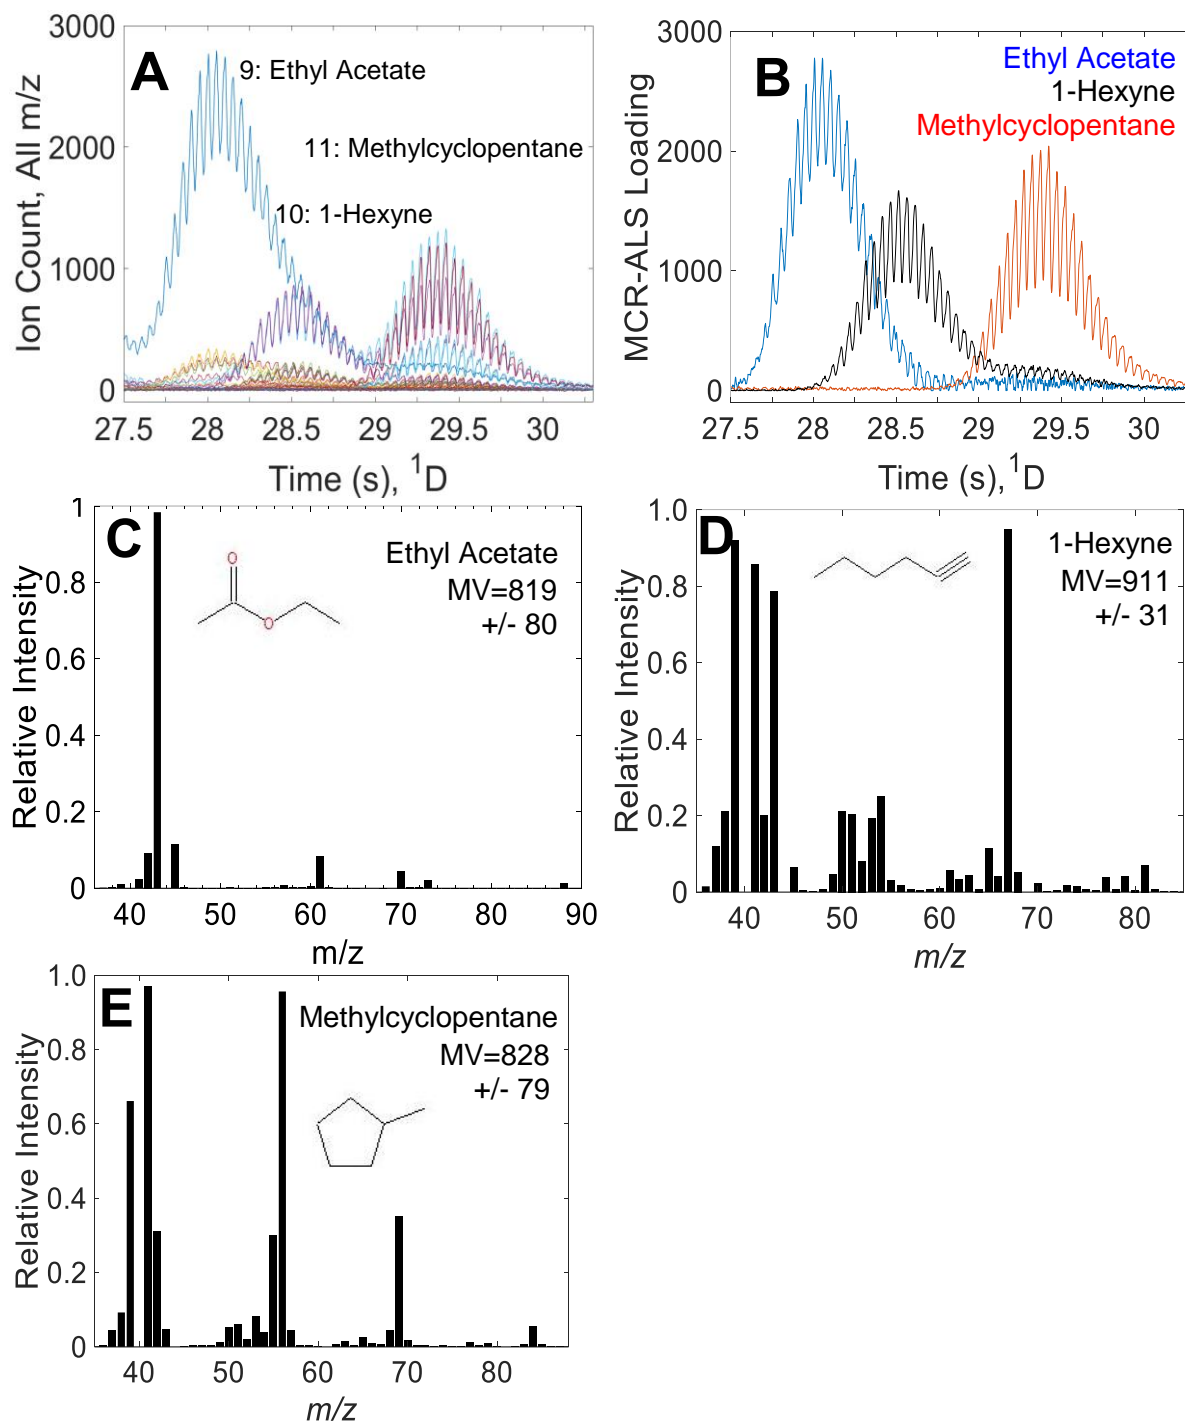 A
9: Ethyl Acetate
11: Methylcyclopentane
10: 1-Hexyne
Ion Count, All m/z
3000
2000
1000
0
27.5 28 28.5 29 29.5 30
Time (s), ¹D
B
Ethyl Acetate
1-Hexyne
Methylcyclopentane
MCR-ALS Loading
3000
2000
1000
0
27.5 28 28.5 29 29.5 30
Time (s), ¹D
C
Ethyl Acetate
MV=819
+/- 80
O
O
Relative Intensity
1
0.8
0.6
0.4
0.2
0
40 50 60 70 80 90
m/z
D
1-Hexyne
MV=911
+/- 31
Relative Intensity
1.0
0.8
0.6
0.4
0.2
0
40 50 60 70 80
m/z
E
Methylcyclopentane
MV=828
+/- 79
Relative Intensity
1.0
0.8
0.6
0.4
0.2
0
40 50 60 70 80
m/z